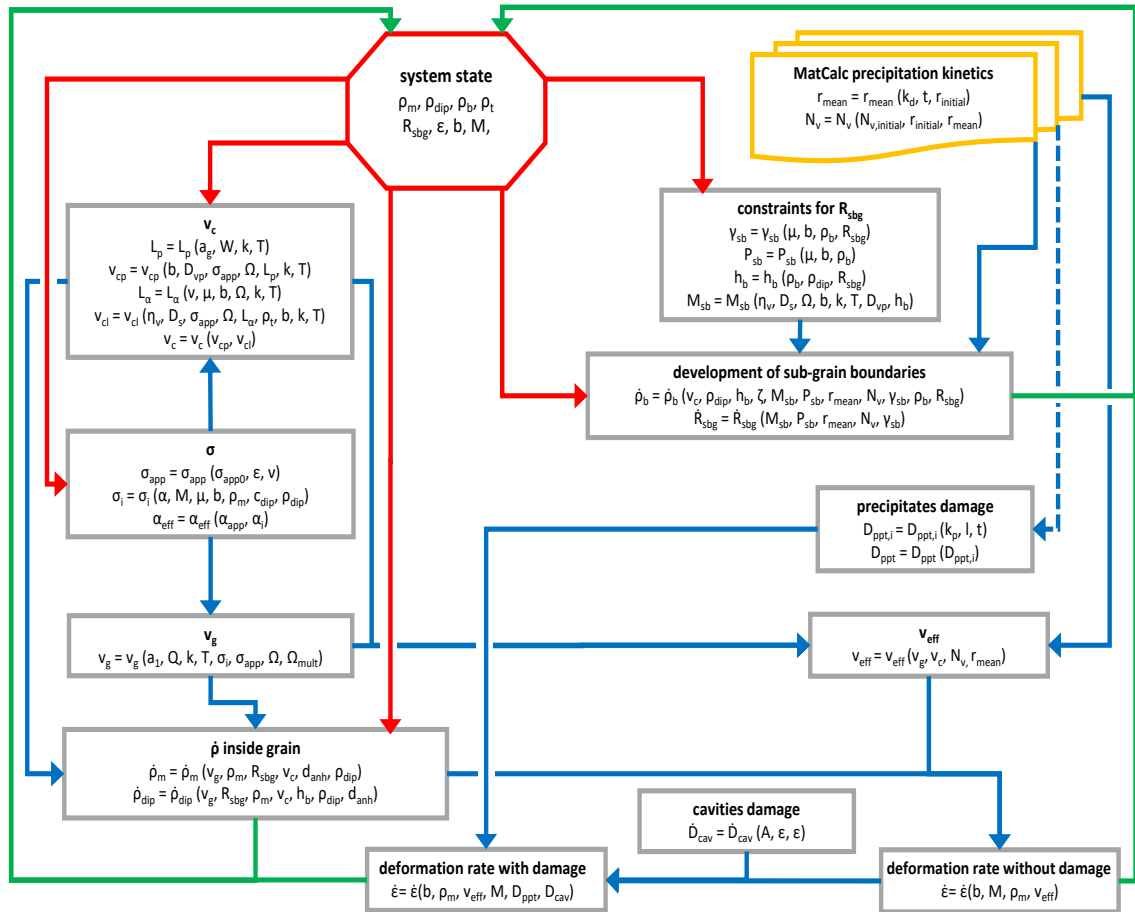 system state
ρm, ρdip, ρb, ρt
Rsbg, ε, b, M,
MatCalc precipitation kinetics
rmean = rmean (kd, t, rinitial)
Nv = Nv (Nv,initial, rinitial, rmean)
vc
Lp = Lp (ag, W, k, T)
vcp = vcp (b, Dvp, σapp, Ω, Lp, k, T)
Lα = Lα (ν, μ, b, Ω, k, T)
vcl = vcl (ηv, Ds, σapp, Ω, Lα, ρt, b, k, T)
vc = vc (vcp, vcl)
constraints for Rsbg
γsb = γsb (μ, b, ρb, Rsbg)
Psb = Psb (μ, b, ρb)
hb = hb (ρb, ρdip, Rsbg)
Msb = Msb (ηv, Ds, Ω, b, k, T, Dvp, hb)
development of sub-grain boundaries
ρ̇b = ρ̇b (vc, ρdip, hb, ζ, Msb, Psb, rmean, Nv, γsb, ρb, Rsbg)
Ṙsbg = Ṙsbg (Msb, Psb, rmean, Nv, γsb)
σ
σapp = σapp (σapp0, ε, ν)
σi = σi (α, M, μ, b, ρm, cdip, ρdip)
αeff = αeff (αapp, αi)
precipitates damage
Dppt,i = Dppt,i (kp, l, t)
Dppt = Dppt (Dppt,i)
vg
vg = vg (a1, Q, k, T, σi, σapp, Ω, Ωmult)
veff
veff = veff (vg, vc, Nv, rmean)
ρ̇ inside grain
ρ̇m = ρ̇m (vg, ρm, Rsbg, vc, danh, ρdip)
ρ̇dip = ρ̇dip (vg, Rsbg, ρm, vc, hb, ρdip, danh)
cavities damage
Ḋcav = Ḋcav (A, ε, ε)
deformation rate with damage
ε̇= ε̇(b, ρm, veff, M, Dppt, Dcav)
deformation rate without damage
ε̇= ε̇(b, M, ρm, veff)